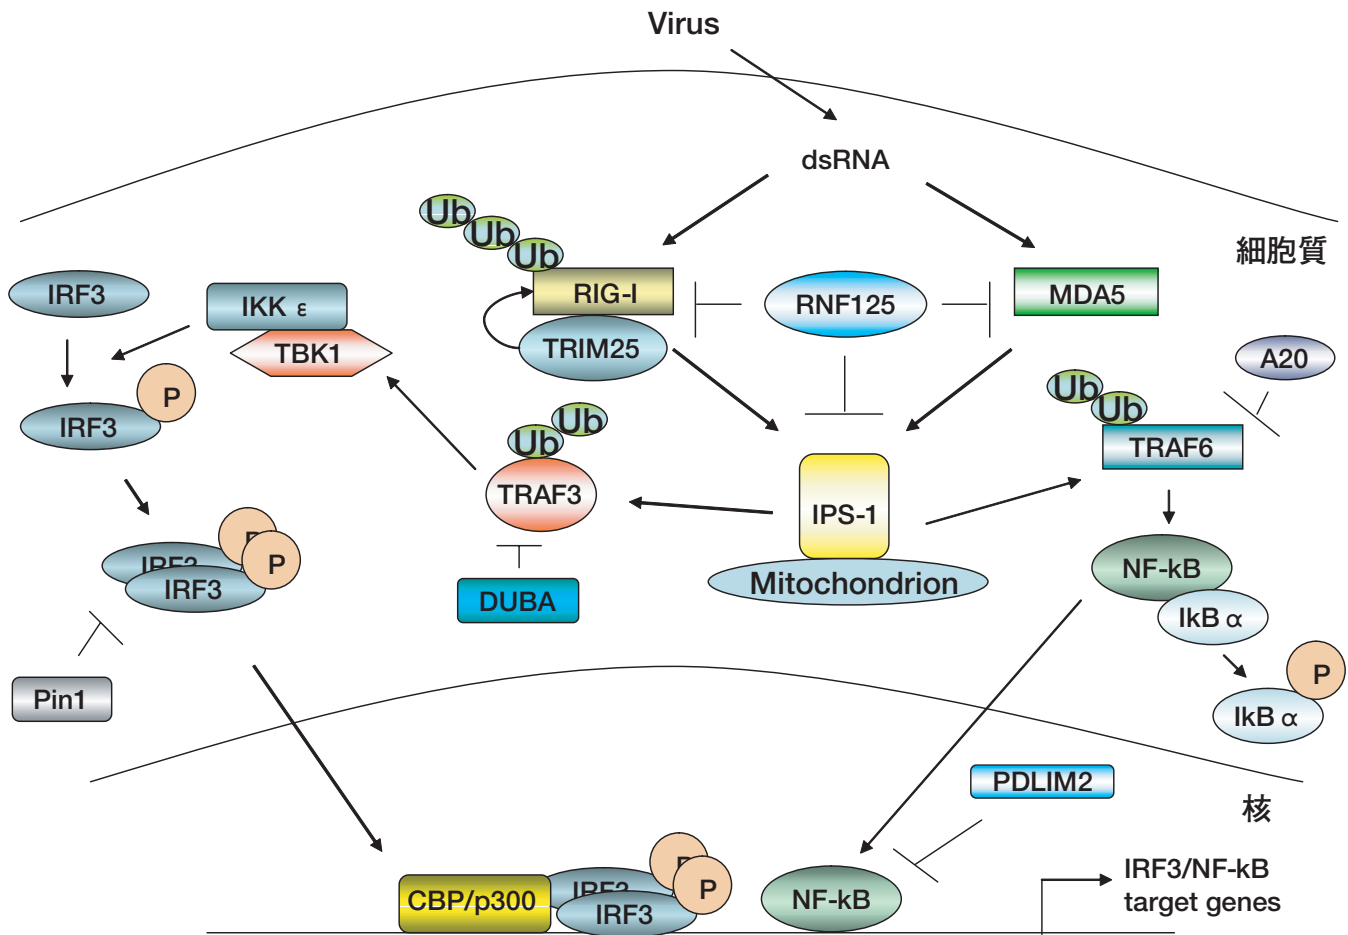 Virus
dsRNA
細胞質
Ub
Ub
Ub
RIG-I
TRIM25
RNF125
MDA5
IRF3
IKK ε
TBK1
P
IRF3
A20
Ub
Ub
TRAF6
Ub
Ub
TRAF3
IPS-1
Mitochondrion
DUBA
P
P
IRF3
IRF3
Pin1
NF-kB
IkB α
P
IkB α
核
PDLIM2
CBP/p300
P
P
IRF3
IRF3
NF-kB
IRF3/NF-kB
target genes